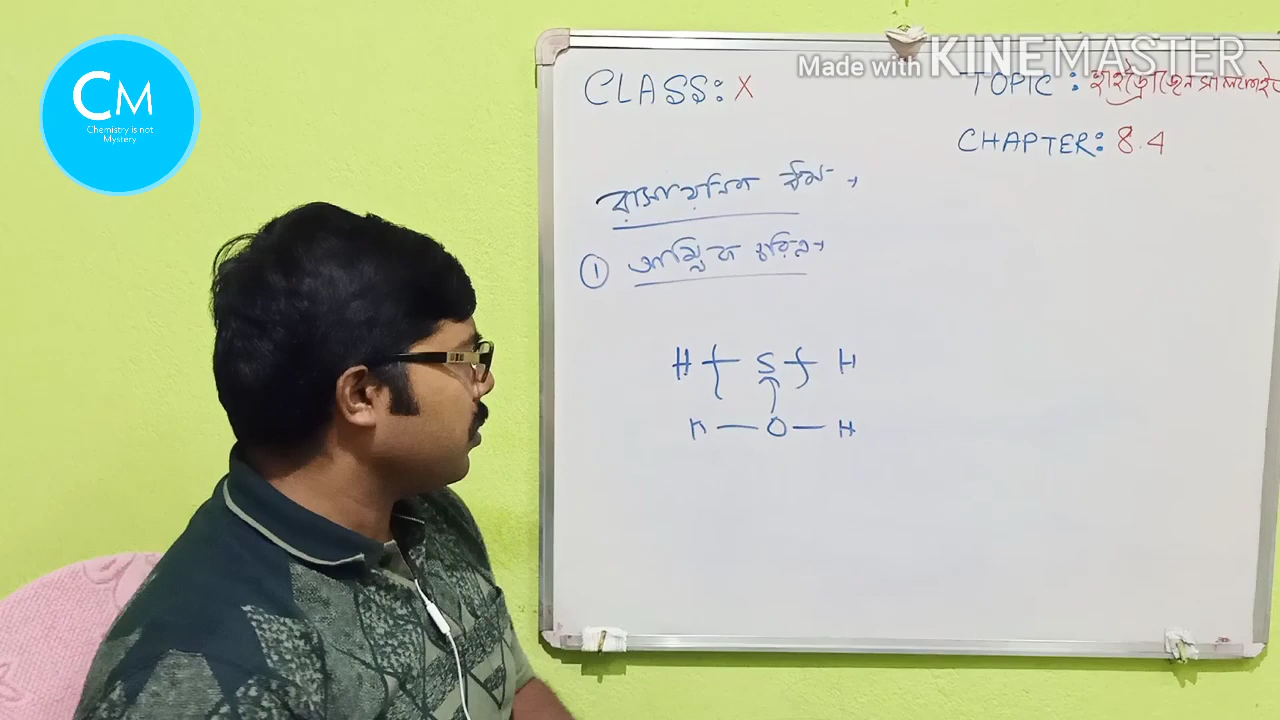 CM
Chemistry is not
Mystery
Made with KINEMASTER
CLASS: X
TOPIC : হাইড্রোজেন সালফাইড
CHAPTER: 8.4
রাসায়নিক ধর্ম →
① আম্লিক চরিত্র →
H — S — H
H — O — H